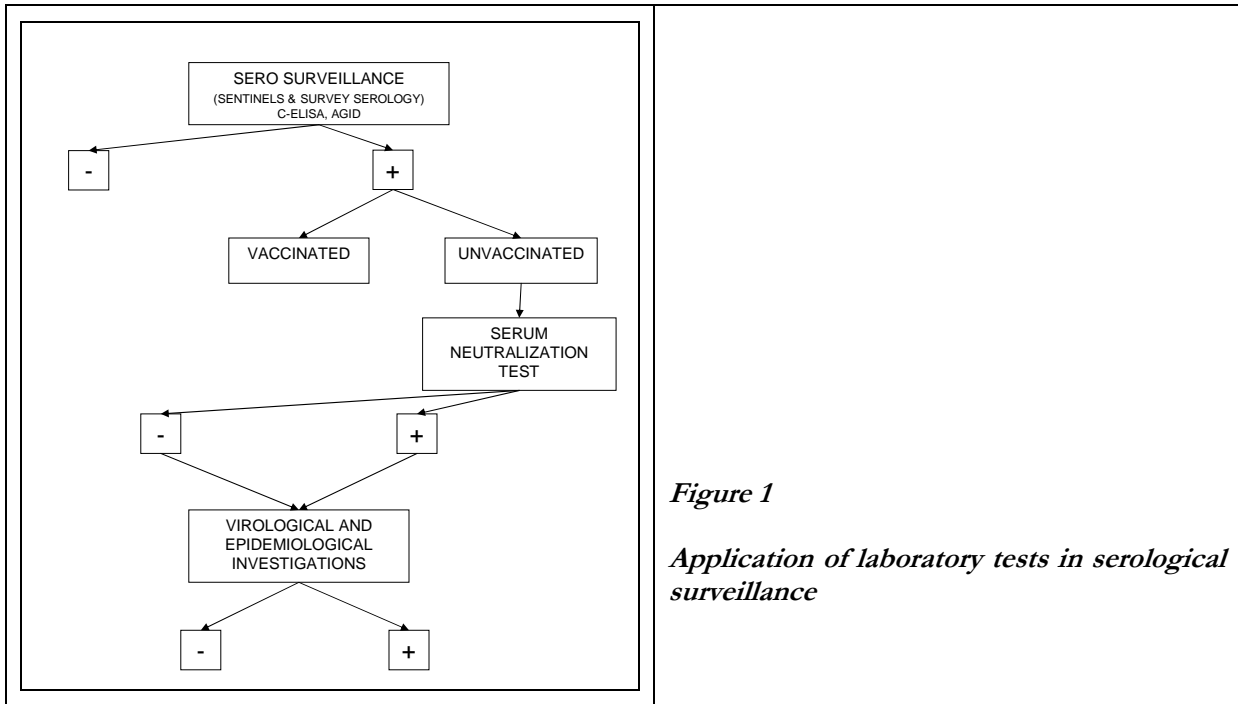 SERO SURVEILLANCE
(SENTINELS & SURVEY SEROLOGY)
C-ELISA, AGID
-
+
VACCINATED
UNVACCINATED
SERUM
NEUTRALIZATION
TEST
-
+
VIROLOGICAL AND
EPIDEMIOLOGICAL
INVESTIGATIONS
-
+
Figure 1
Application of laboratory tests in serological
surveillance